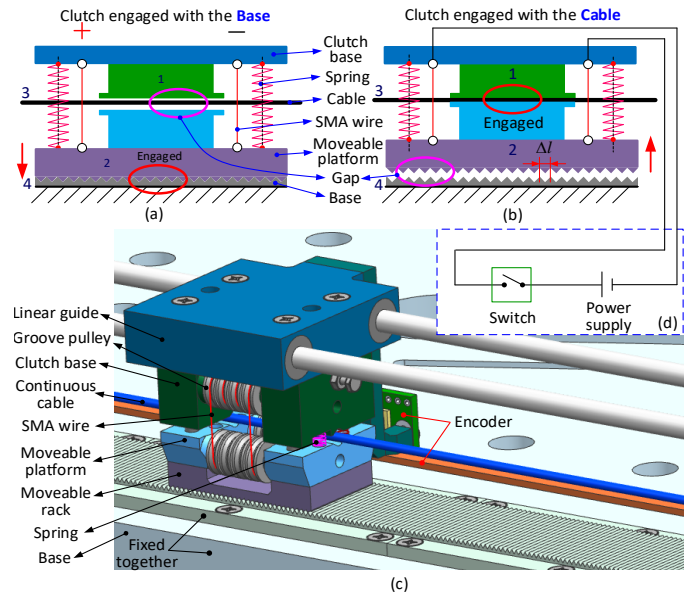 Clutch engaged with the Base
Clutch engaged with the Cable
+
−
1
3
Engaged
2
4
(a)
Clutch
base
Spring
Cable
SMA wire
Moveable
platform
Gap
Base
1
3
Engaged
2
Δl
4
(b)
Switch
Power
supply
(d)
Linear guide
Groove pulley
Clutch base
Continuous
cable
SMA wire
Moveable
platform
Moveable
rack
Spring
Base
Fixed
together
Encoder
(c)